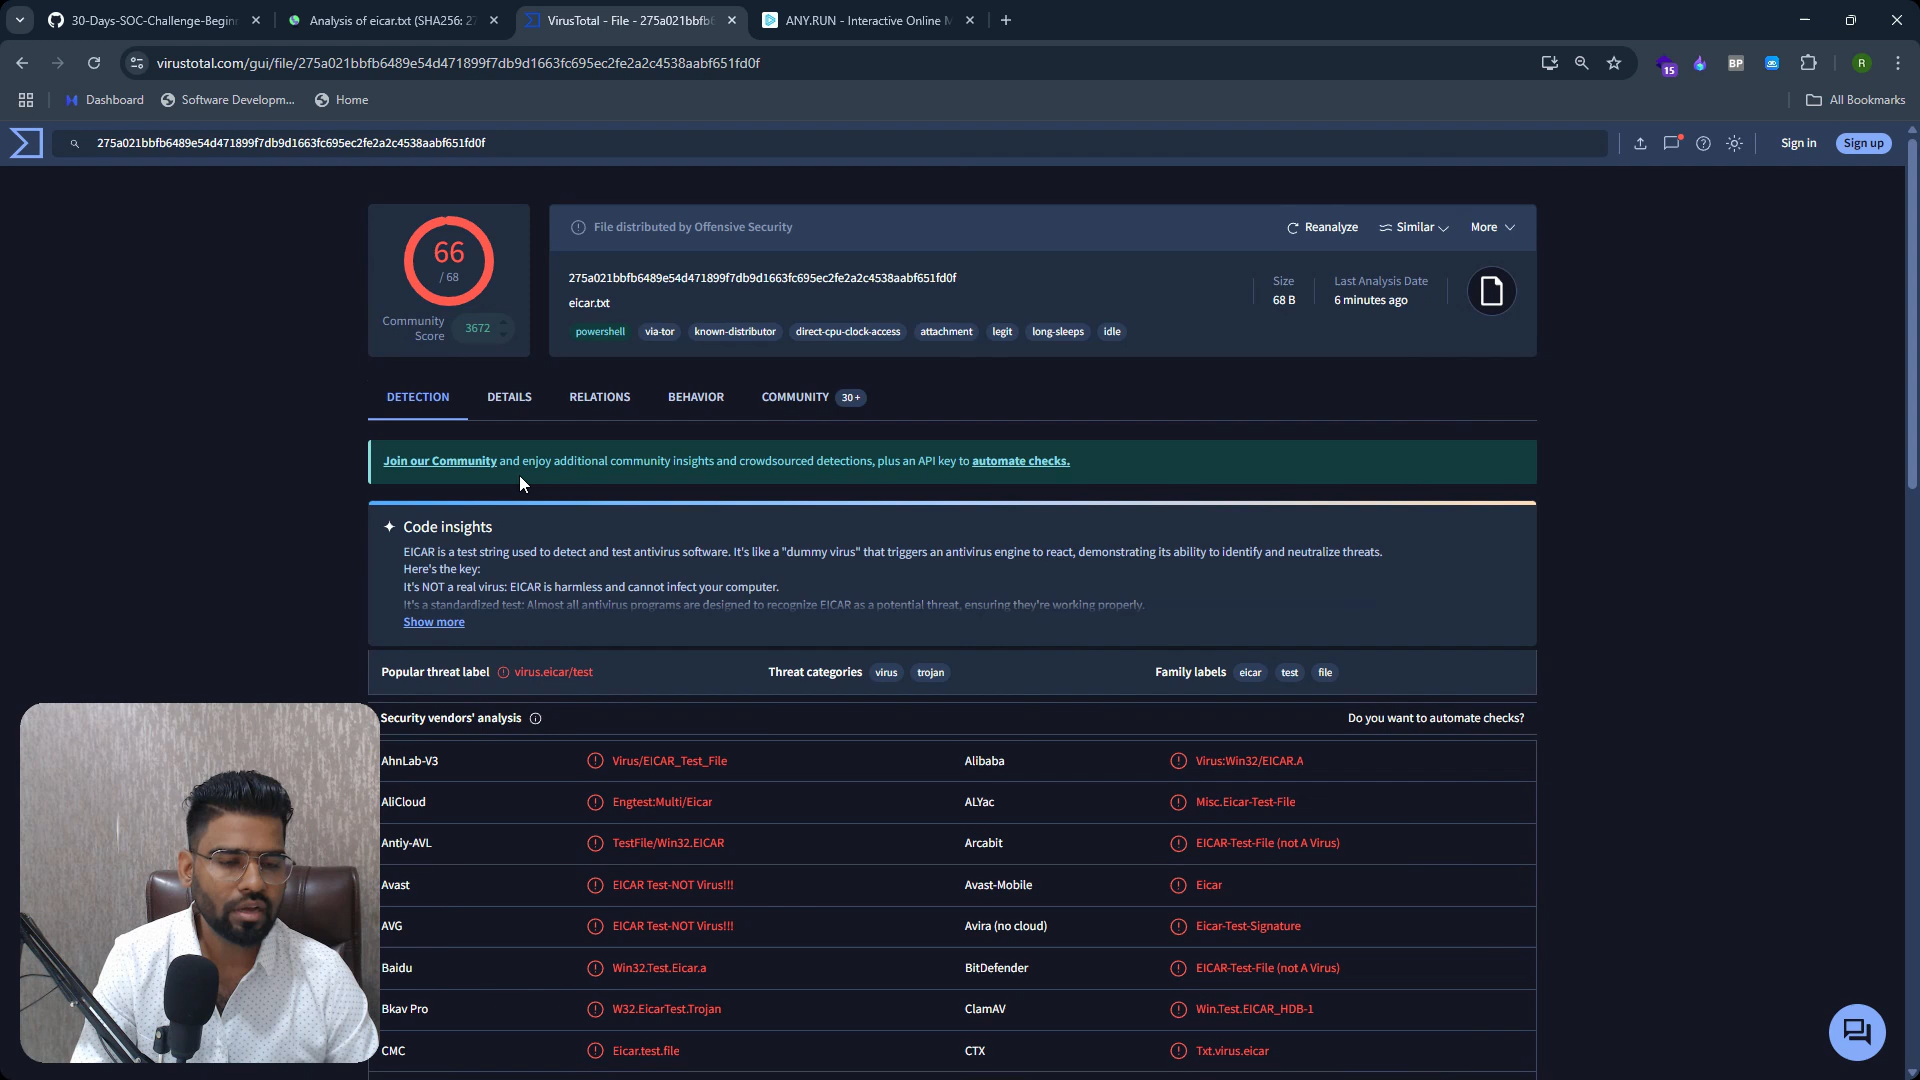 30-Days-SOC-Challenge-Beginn
Analysis of eicar.txt (SHA256: 27
VirusTotal - File - 275a021bbfb6
ANY.RUN - Interactive Online M
virustotal.com/gui/file/275a021bbfb6489e54d471899f7db9d1663fc695ec2fe2a2c4538aabf651fd0f
15
BP
R
Dashboard
Software Developm...
Home
All Bookmarks
275a021bbfb6489e54d471899f7db9d1663fc695ec2fe2a2c4538aabf651fd0f
Sign in
Sign up
66
/ 68
Community Score
3672
File distributed by Offensive Security
Reanalyze
Similar
More
275a021bbfb6489e54d471899f7db9d1663fc695ec2fe2a2c4538aabf651fd0f
eicar.txt
Size
68 B
Last Analysis Date
6 minutes ago
powershell via-tor known-distributor direct-cpu-clock-access attachment legit long-sleeps idle
DETECTION DETAILS RELATIONS BEHAVIOR COMMUNITY 30+
Join our Community and enjoy additional community insights and crowdsourced detections, plus an API key to automate checks.
Code insights
EICAR is a test string used to detect and test antivirus software. It's like a "dummy virus" that triggers an antivirus engine to react, demonstrating its ability to identify and neutralize threats.
Here's the key:
It's NOT a real virus: EICAR is harmless and cannot infect your computer.
It's a standardized test: Almost all antivirus programs are designed to recognize EICAR as a potential threat, ensuring they're working properly.
Show more
Popular threat label virus.eicar/test Threat categories virus trojan Family labels eicar test file
Security vendors' analysis Do you want to automate checks?
AhnLab-V3 Virus/EICAR_Test_File Alibaba Virus:Win32/EICAR.A
AliCloud Engtest:Multi/Eicar ALYac Misc.Eicar-Test-File
Antiy-AVL TestFile/Win32.EICAR Arcabit EICAR-Test-File (not A Virus)
Avast EICAR Test-NOT Virus!!! Avast-Mobile Eicar
AVG EICAR Test-NOT Virus!!! Avira (no cloud) Eicar-Test-Signature
Baidu Win32.Test.Eicar.a BitDefender EICAR-Test-File (not A Virus)
Bkav Pro W32.EicarTest.Trojan ClamAV Win.Test.EICAR_HDB-1
CMC Eicar.test.file CTX Txt.virus.eicar